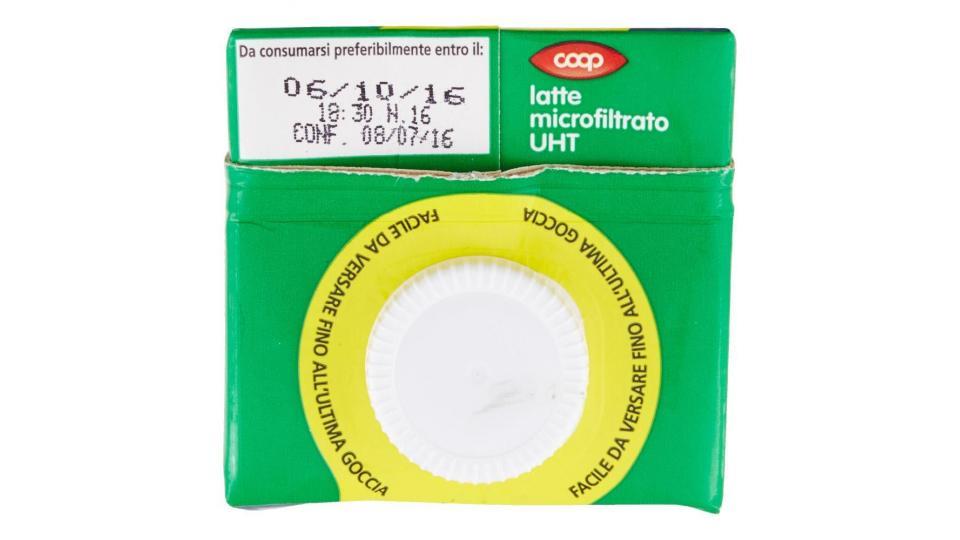 Da consumarsi preferibilmente entro il:
06/10/16
18:30 N.16
CONF. 08/07/16
coop
latte
microfiltrato
UHT
FACILE DA VERSARE FINO ALL'ULTIMA GOCCIA
FACILE DA VERSARE FINO ALL'ULTIMA GOCCIA